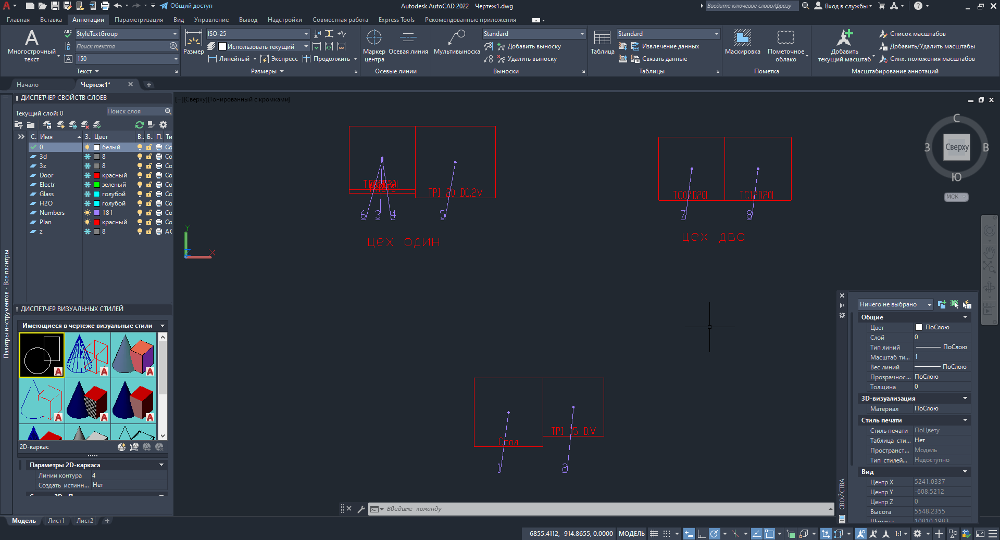 Общий доступ
Autodesk AutoCAD 2022 Чертеж1.dwg
Введите ключевое слово/фразу
Вход в службы
Главная Вставка Аннотации Параметризация Вид Управление Вывод Надстройки Совместная работа Express Tools Рекомендованные приложения
Многострочный текст
ABC
StyleTextGroup
Поиск текста
150
Текст
Размер
ISO-25
Использовать текущий
Линейный Экспресс Продолжить
Размеры
Маркер центра
Осевая линия
Осевые линии
Мультивыноска
Standard
Добавить выноску
Удалить выноску
Выноски
Таблица
Standard
Извлечение данных
Связать данные
Таблицы
Маскировка
Пометочное облако
Пометка
Добавить текущий масштаб
Список масштабов
Добавить/Удалить масштабы
Синх. положения масштабов
Масштабирование аннотаций
Начало
Чертеж1*
Палитры инструментов - Все палитры
ДИСПЕТЧЕР СВОЙСТВ СЛОЕВ
Текущий слой: 0
Поиск слоя
С. Имя З.. Цвет В.. Б.. П. Ти
0 белый Co
3d 8 Co
3z 8 Co
Door красный Co
Electr зеленый Co
Glass голубой Co
H2O голубой Co
Numbers 181 Co
Plan красный Co
z 8 AC
ДИСПЕТЧЕР ВИЗУАЛЬНЫХ СТИЛЕЙ
Имеющиеся в чертеже визуальные стили
2D-каркас
Параметры 2D-каркаса
Линии контура 4
Создать истинн... Нет
[−][Сверху][Тонированный с кромками]
TPI 20 DC.2V
6 3 4 5
цех один
TC07D20L TC12D20L
7 8
цех два
Стол
TPI 05 D.V
1 2
Y
X
С
З
Сверху
В
Ю
МСК
СВОЙСТВА
Ничего не выбрано
Общие
Цвет ПоСлою
Слой 0
Тип линий ПоСлою
Масштаб ти... 1
Вес линий ПоСлою
Прозрачнос... ПоСлою
Толщина 0
3D-визуализация
Материал ПоСлою
Стиль печати
Стиль печати ПоЦвету
Таблица сти... Нет
Пространст... Модель
Тип стилей... Недоступно
Вид
Центр X 5241.0337
Центр Y -608.5212
Центр Z 0
Высота 5548.2355
Ширина 10810.1983
Введите команду
Модель Лист1 Лист2
6855.4112, -914.8655, 0.0000 МОДЕЛЬ
1:1